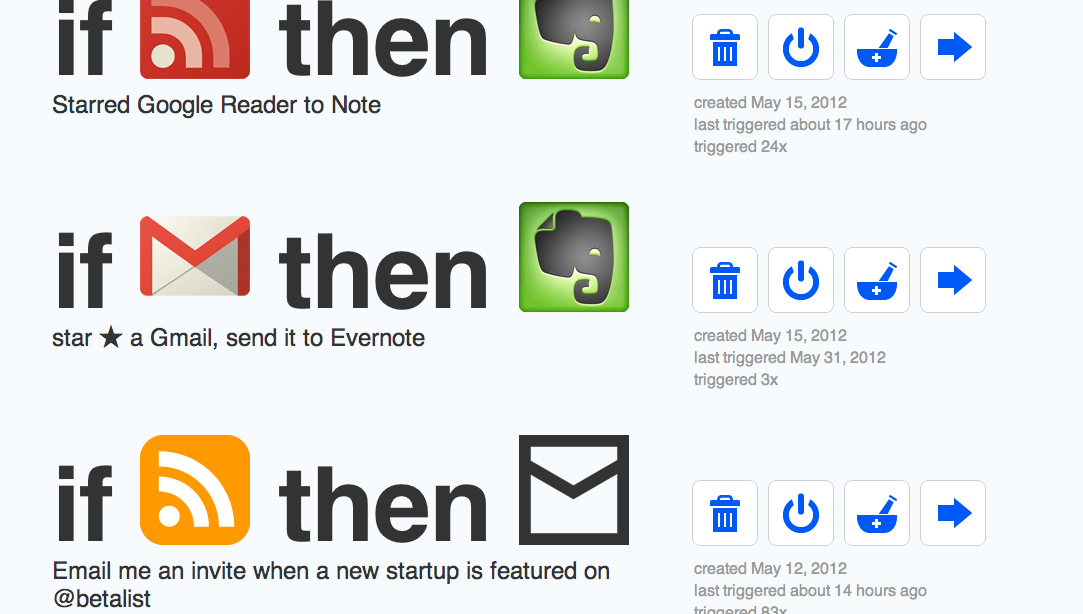 if then
Starred Google Reader to Note
created May 15, 2012
last triggered about 17 hours ago
triggered 24x
if then
star ★ a Gmail, send it to Evernote
created May 15, 2012
last triggered May 31, 2012
triggered 3x
if then
Email me an invite when a new startup is featured on
@betalist
created May 12, 2012
last triggered about 14 hours ago
triggered 83x